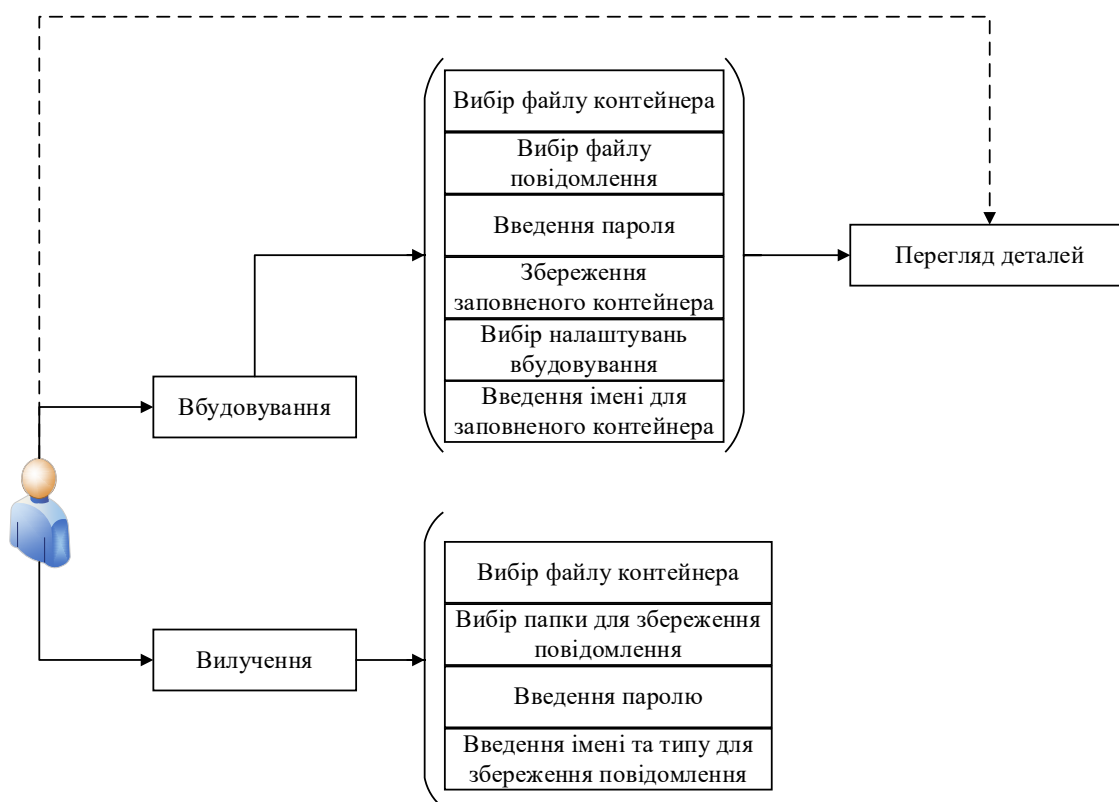 Вибір файлу контейнера
Вибір файлу
повідомлення
Введення пароля
Збереження
заповненого контейнера
Вибір налаштувань
вбудовування
Введення імені для
заповненого контейнера
Перегляд деталей
Вбудовування
Вилучення
Вибір файлу контейнера
Вибір папки для збереження
повідомлення
Введення паролю
Введення імені та типу для
збереження повідомлення